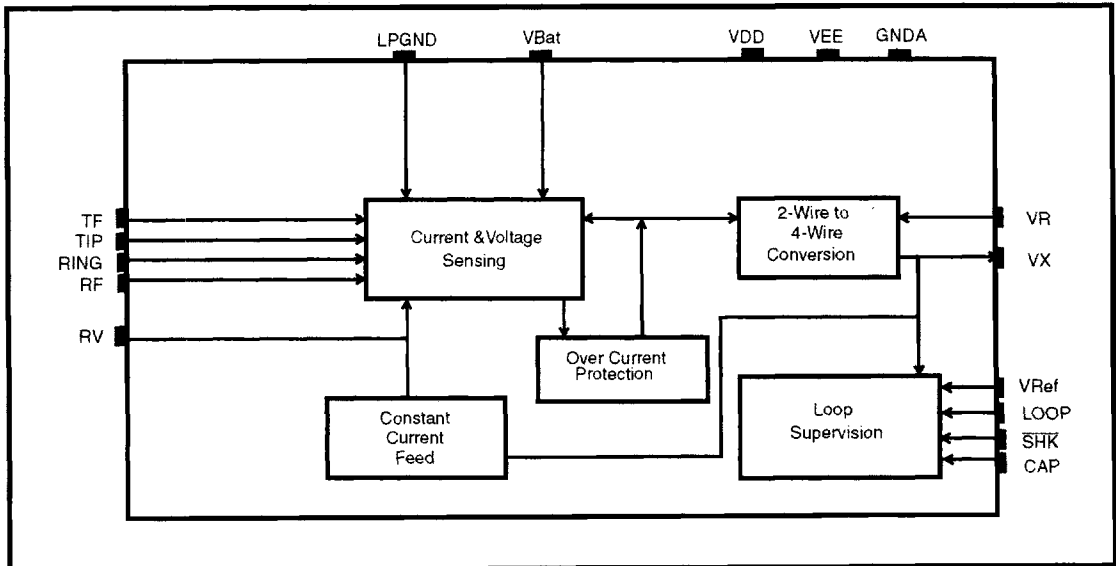 LPGND
VBat
VDD
VEE
GNDA
TF
TIP
RING
RF
RV
Current &Voltage
Sensing
2-Wire to
4-Wire
Conversion
VR
VX
Over Current
Protection
Constant
Current
Feed
Loop
Supervision
VRef
LOOP
S̅H̅K̅
CAP